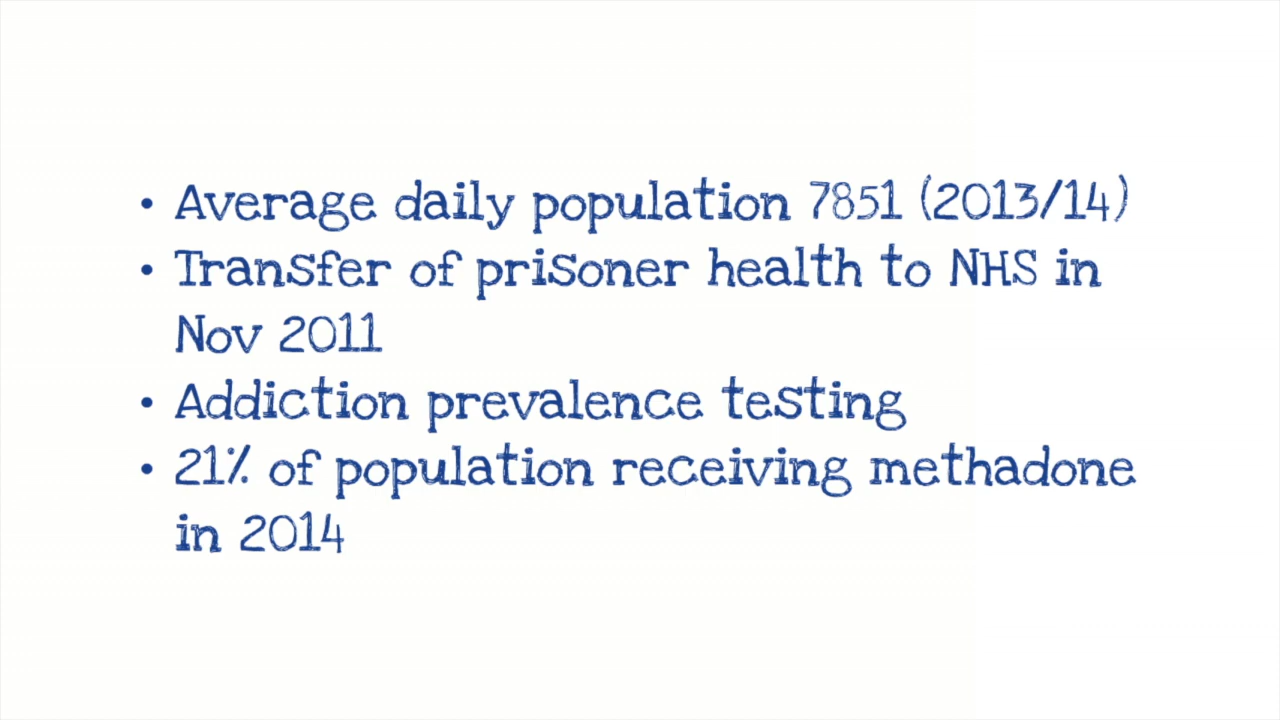 • Average daily population 7851 (2013/14)
• Transfer of prisoner health to NHS in
Nov 2011
• Addiction prevalence testing
• 21% of population receiving methadone
in 2014